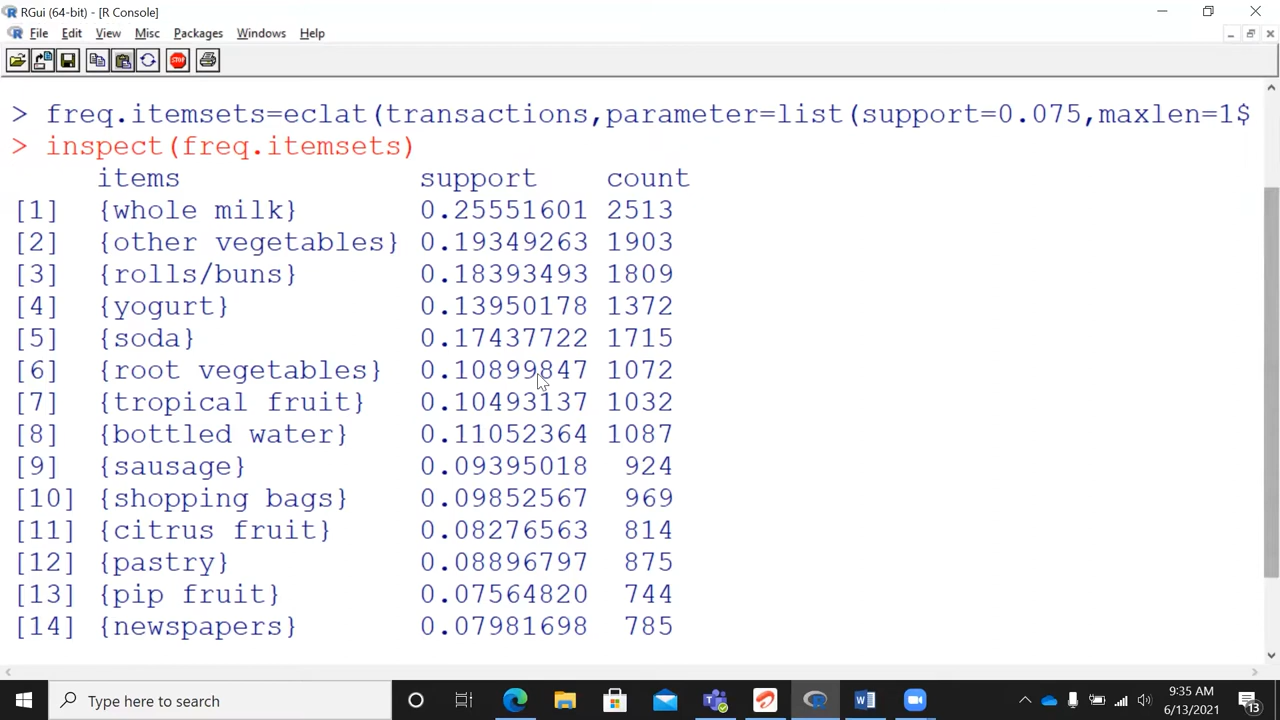 RGui (64-bit) - [R Console]
File Edit View Misc Packages Windows Help
STOP
> freq.itemsets=eclat(transactions,parameter=list(support=0.075,maxlen=1$
> inspect(freq.itemsets)
items support count
[1] {whole milk} 0.25551601 2513
[2] {other vegetables} 0.19349263 1903
[3] {rolls/buns} 0.18393493 1809
[4] {yogurt} 0.13950178 1372
[5] {soda} 0.17437722 1715
[6] {root vegetables} 0.10899847 1072
[7] {tropical fruit} 0.10493137 1032
[8] {bottled water} 0.11052364 1087
[9] {sausage} 0.09395018 924
[10] {shopping bags} 0.09852567 969
[11] {citrus fruit} 0.08276563 814
[12] {pastry} 0.08896797 875
[13] {pip fruit} 0.07564820 744
[14] {newspapers} 0.07981698 785
Type here to search
9:35 AM
6/13/2021
13